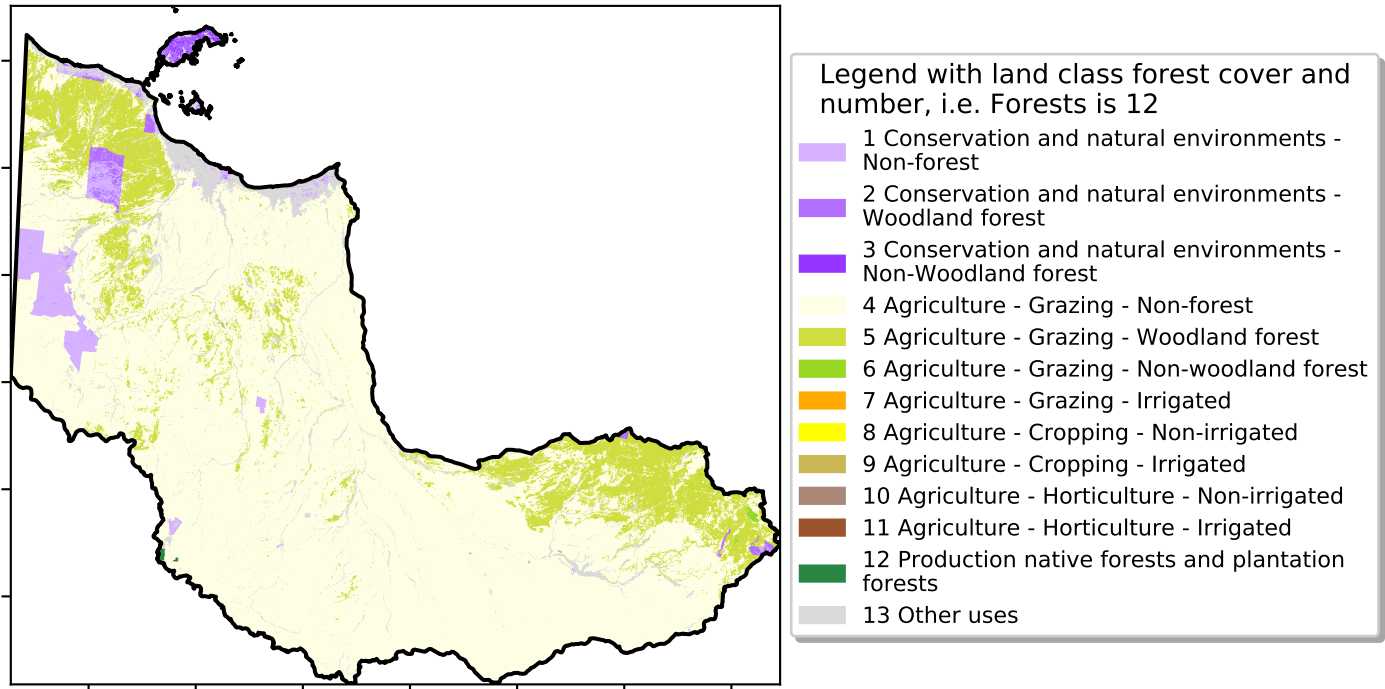 Legend with land class forest cover and
number, i.e. Forests is 12
1 Conservation and natural environments -
Non-forest
2 Conservation and natural environments -
Woodland forest
3 Conservation and natural environments -
Non-Woodland forest
4 Agriculture - Grazing - Non-forest
5 Agriculture - Grazing - Woodland forest
6 Agriculture - Grazing - Non-woodland forest
7 Agriculture - Grazing - Irrigated
8 Agriculture - Cropping - Non-irrigated
9 Agriculture - Cropping - Irrigated
10 Agriculture - Horticulture - Non-irrigated
11 Agriculture - Horticulture - Irrigated
12 Production native forests and plantation
forests
13 Other uses